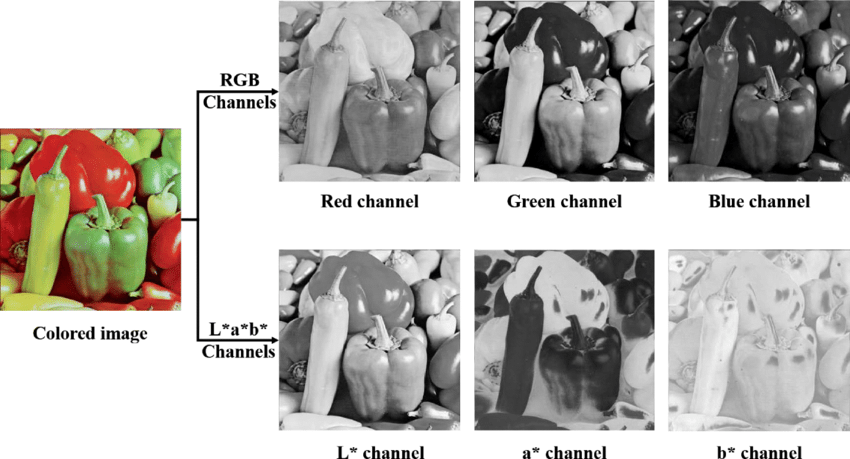 RGB
Channels
Red channel
Green channel
Blue channel
Colored image
L*a*b*
Channels
L* channel
a* channel
b* channel